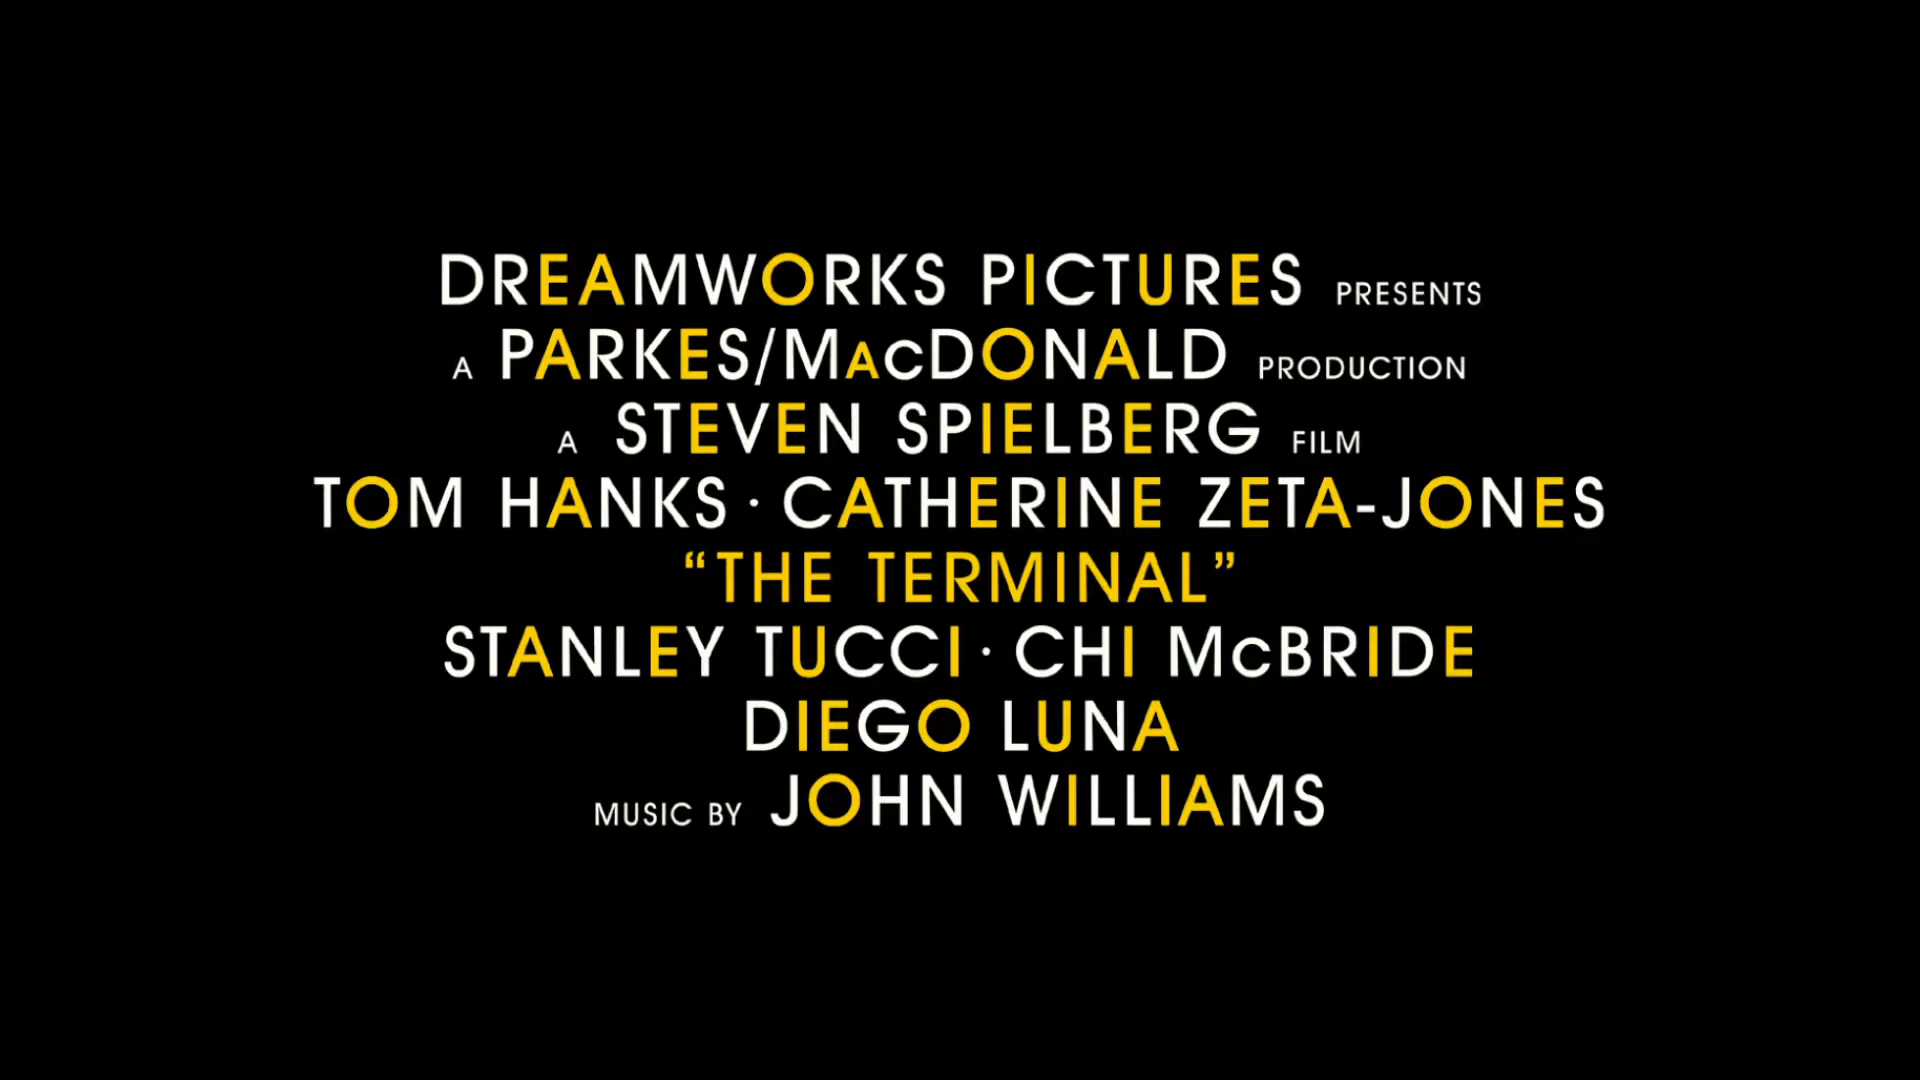 DREAMWORKS PICTURES PRESENTS
A PARKES/MACDONALD PRODUCTION
A STEVEN SPIELBERG FILM
TOM HANKS · CATHERINE ZETA-JONES
“THE TERMINAL”
STANLEY TUCCI · CHI McBRIDE
DIEGO LUNA
MUSIC BY JOHN WILLIAMS